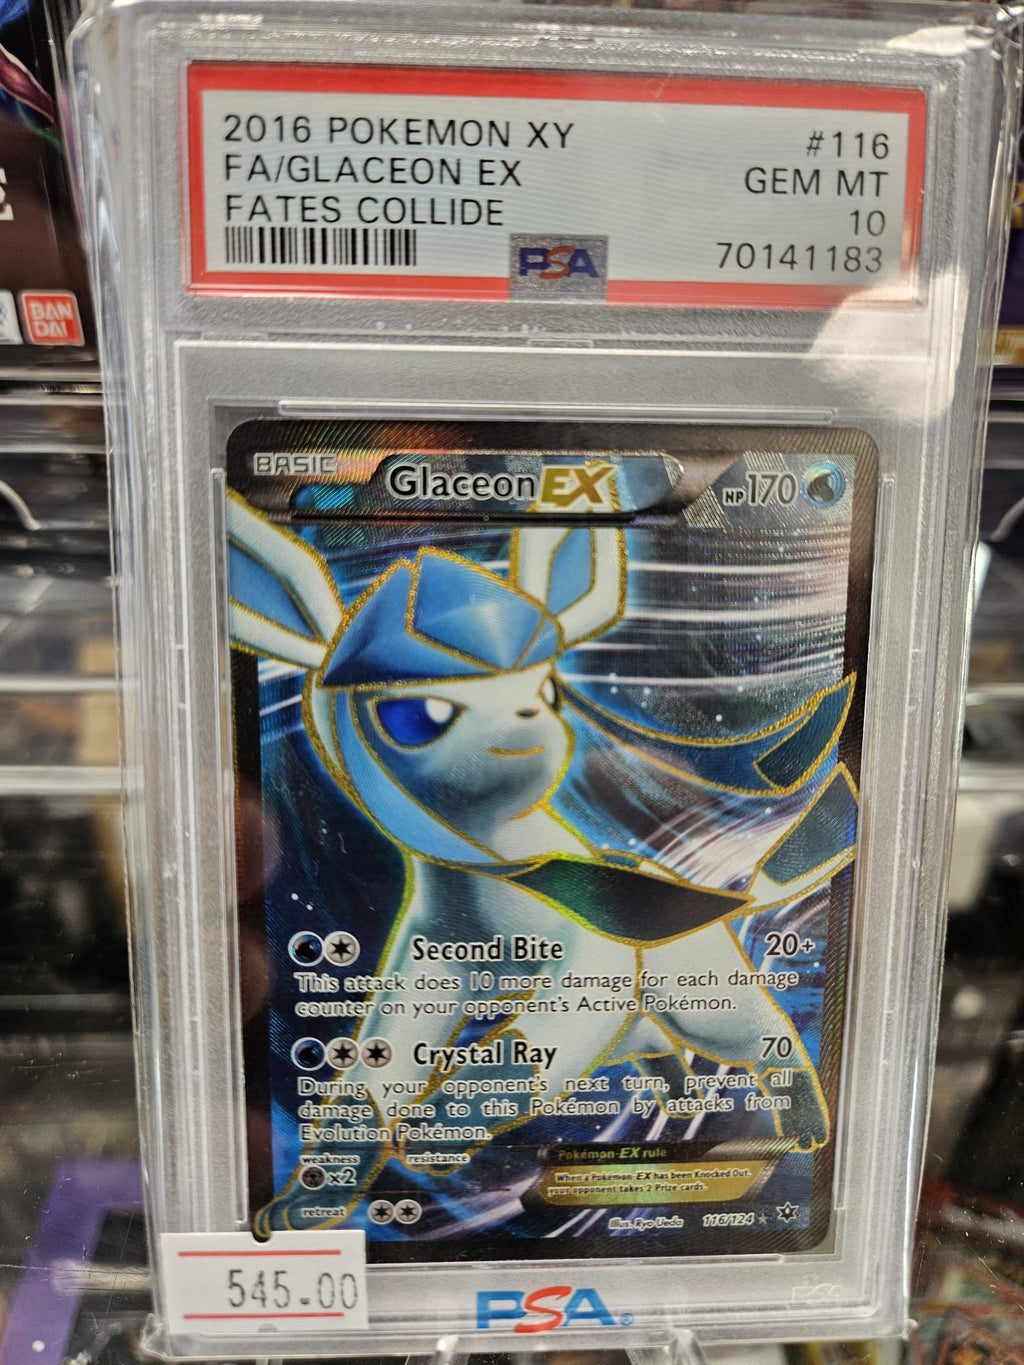 2016 POKEMON XY #116
FA/GLACEON EX GEM MT
FATES COLLIDE 10
PSA 70141183
BAN
DAI
BASIC Glaceon EX HP 170
Second Bite 20+
This attack does 10 more damage for each damage
counter on your opponent's Active Pokémon.
Crystal Ray 70
During your opponent's next turn, prevent all
damage done to this Pokémon by attacks from
Evolution Pokémon.
weakness resistance
×2
Pokémon-EX rule
When a Pokémon-EX has been Knocked Out,
your opponent takes 2 Prize cards.
retreat
Illus. Ryo Ueda 116/124
545.00
PSA®